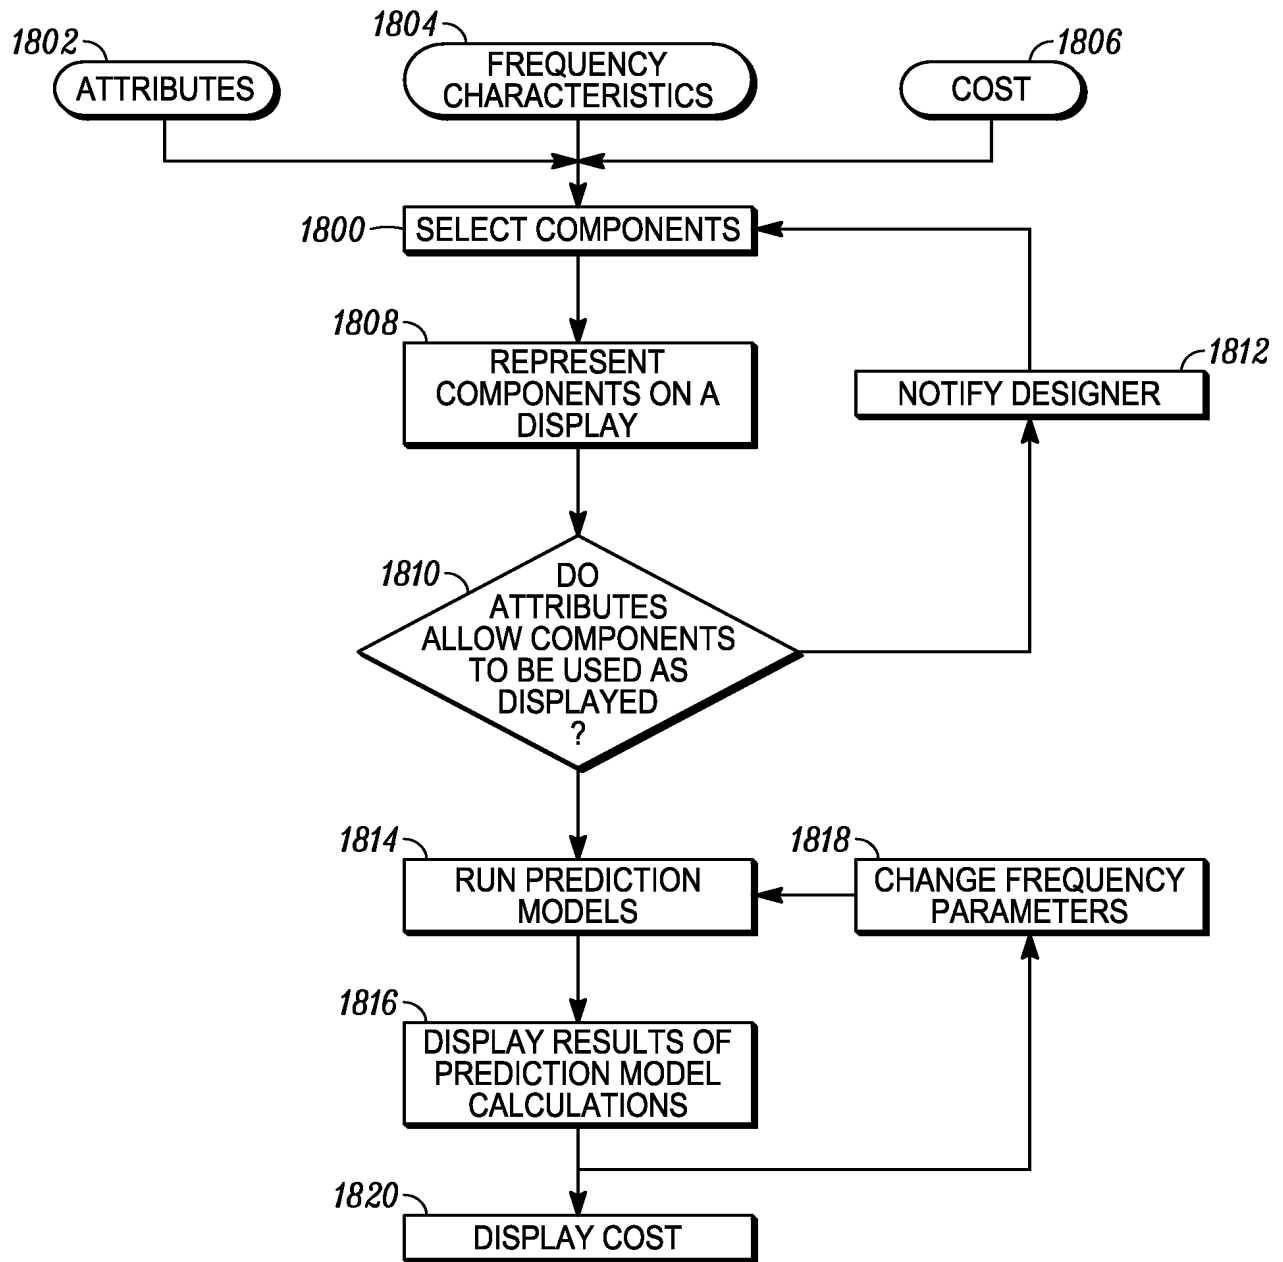 1802
ATTRIBUTES
1804
FREQUENCY
CHARACTERISTICS
1806
COST
1800
SELECT COMPONENTS
1808
REPRESENT
COMPONENTS ON A
DISPLAY
1812
NOTIFY DESIGNER
1810
DO
ATTRIBUTES
ALLOW COMPONENTS
TO BE USED AS
DISPLAYED
?
1814
RUN PREDICTION
MODELS
1818
CHANGE FREQUENCY
PARAMETERS
1816
DISPLAY RESULTS OF
PREDICTION MODEL
CALCULATIONS
1820
DISPLAY COST